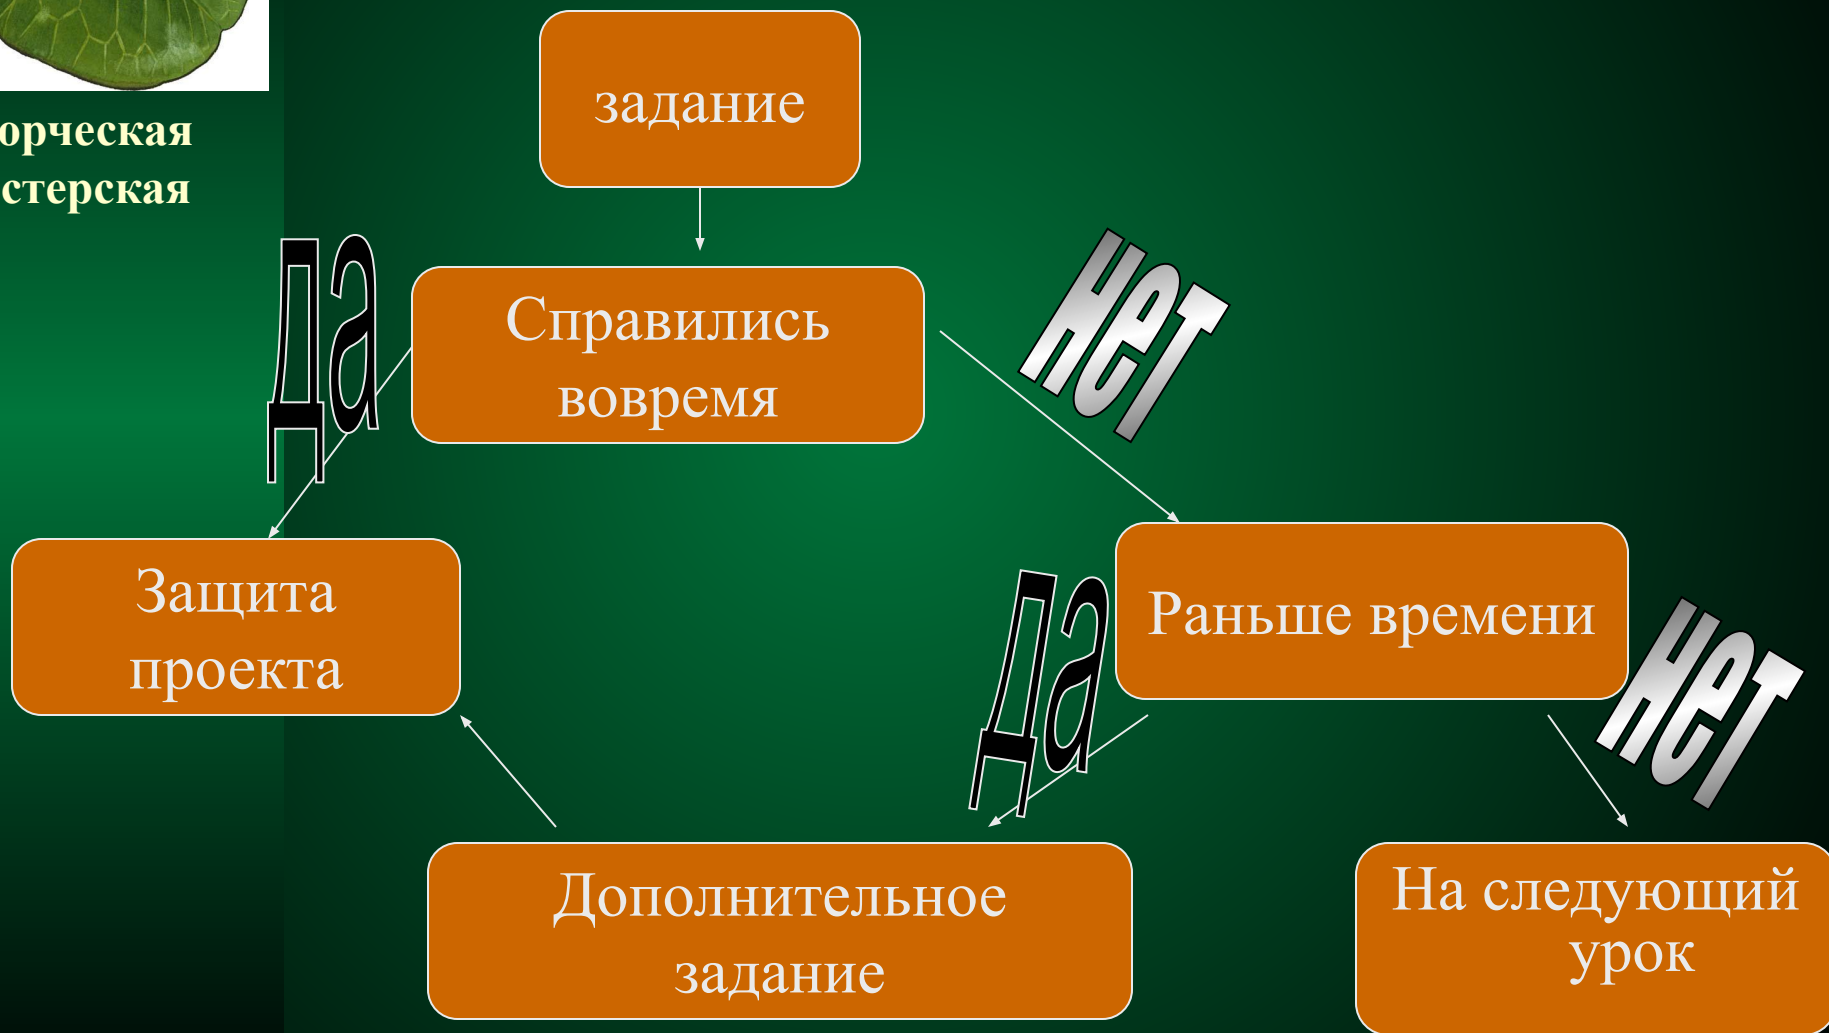 задание
орческая
стерская
да
нет
Справились
вовремя
Защита
проекта
да
Раньше времени
нет
Дополнительное
задание
На следующий
урок